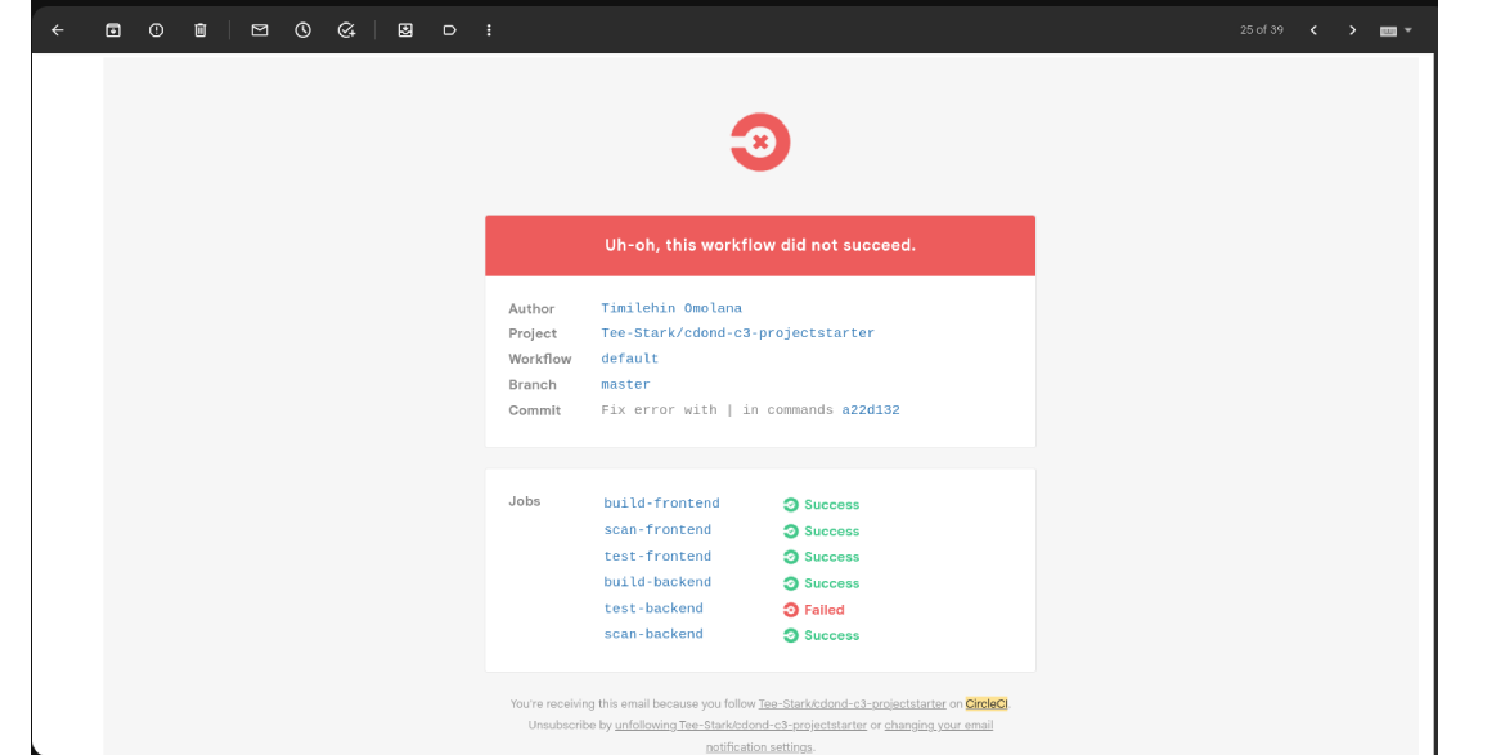 25 of 39
Uh-oh, this workflow did not succeed.
Author Timilehin Omolana
Project Tee-Stark/cdond-c3-projectstarter
Workflow default
Branch master
Commit Fix error with | in commands a22d132
Jobs build-frontend Success
scan-frontend Success
test-frontend Success
build-backend Success
test-backend Failed
scan-backend Success
You're receiving this email because you follow Tee-Stark/cdond-c3-projectstarter on CircleCI.
Unsubscribe by unfollowing Tee-Stark/cdond-c3-projectstarter or changing your email
notification settings.